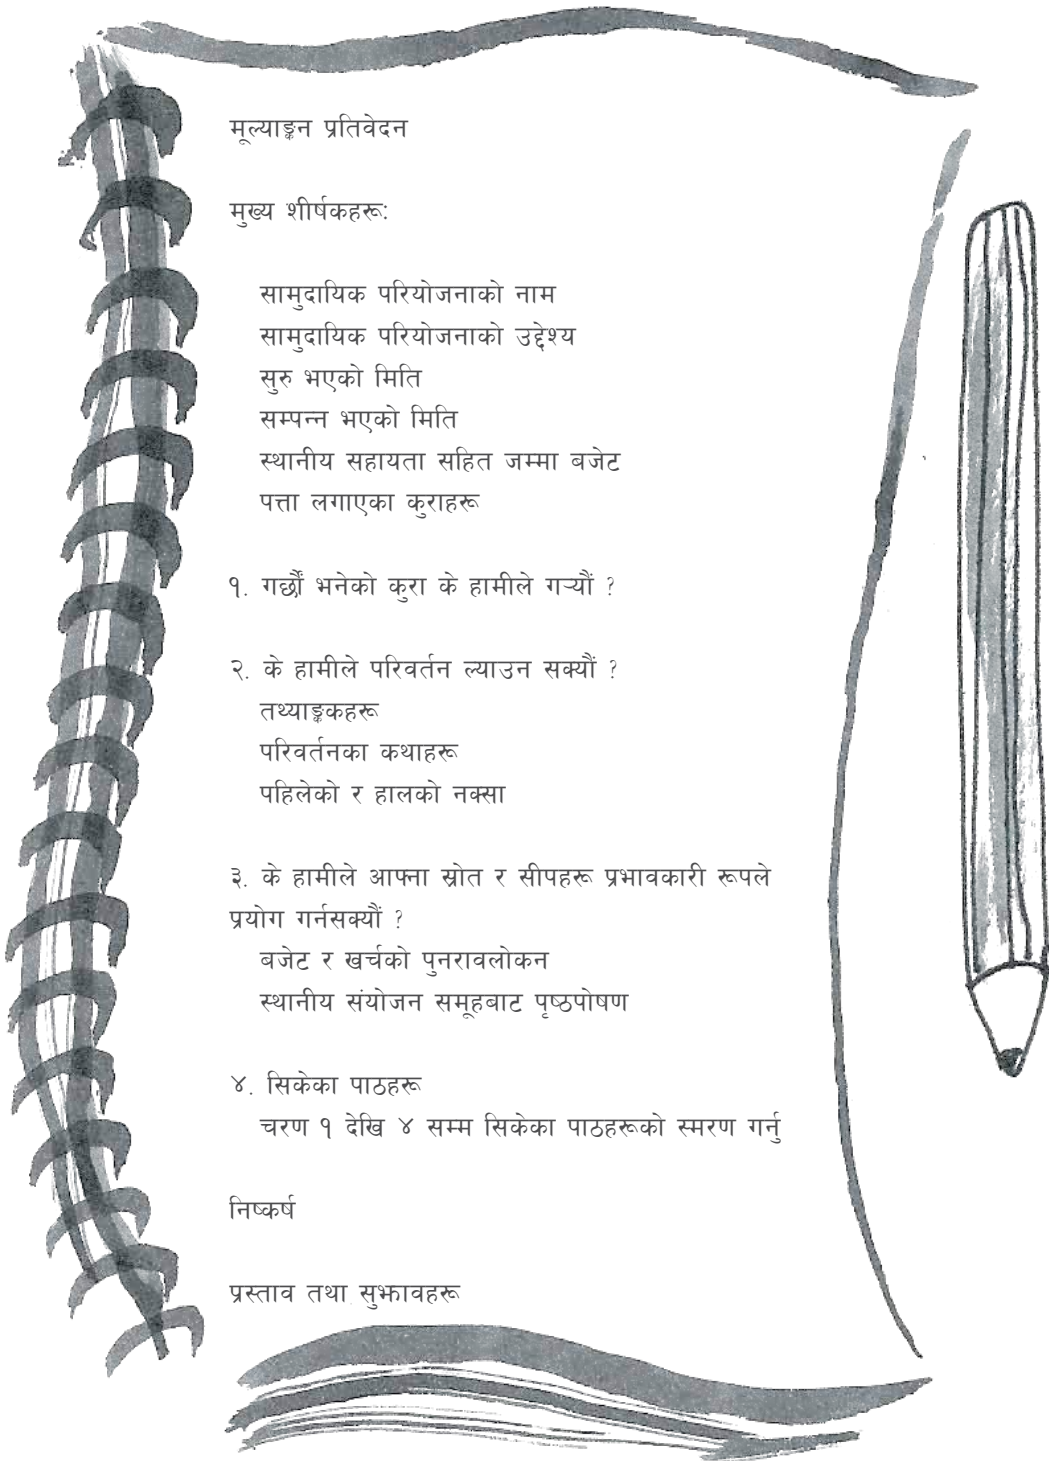 मूल्याङ्कन प्रतिवेदन
मुख्य शीर्षकहरू:
सामुदायिक परियोजनाको नाम
सामुदायिक परियोजनाको उद्देश्य
सुरु भएको मिति
सम्पन्न भएको मिति
स्थानीय सहायता सहित जम्मा बजेट
पत्ता लगाएका कुराहरू
१. गर्छौं भनेको कुरा के हामीले गऱ्यौं ?
२. के हामीले परिवर्तन ल्याउन सक्यौं ?
तथ्याङ्ककहरू
परिवर्तनका कथाहरू
पहिलेको र हालको नक्सा
३. के हामीले आफ्ना स्रोत र सीपहरू प्रभावकारी रूपले
प्रयोग गर्नसक्यौं ?
बजेट र खर्चको पुनरावलोकन
स्थानीय संयोजन समूहबाट पृष्ठपोषण
४. सिकेका पाठहरू
चरण १ देखि ४ सम्म सिकेका पाठहरूको स्मरण गर्नु
निष्कर्ष
प्रस्ताव तथा सुझावहरू